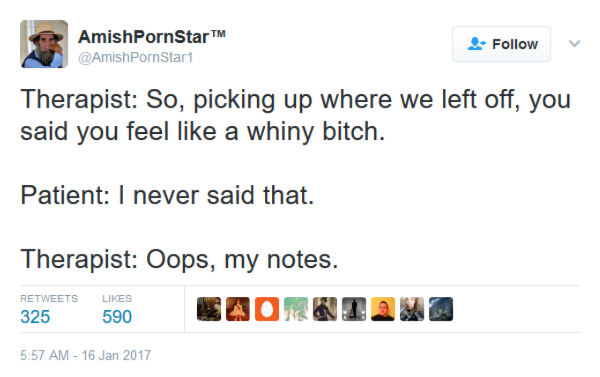 AmishPornStar™
@AmishPornStar1
Follow
Therapist: So, picking up where we left off, you
said you feel like a whiny bitch.
Patient: I never said that.
Therapist: Oops, my notes.
RETWEETS LIKES
325 590
5:57 AM - 16 Jan 2017